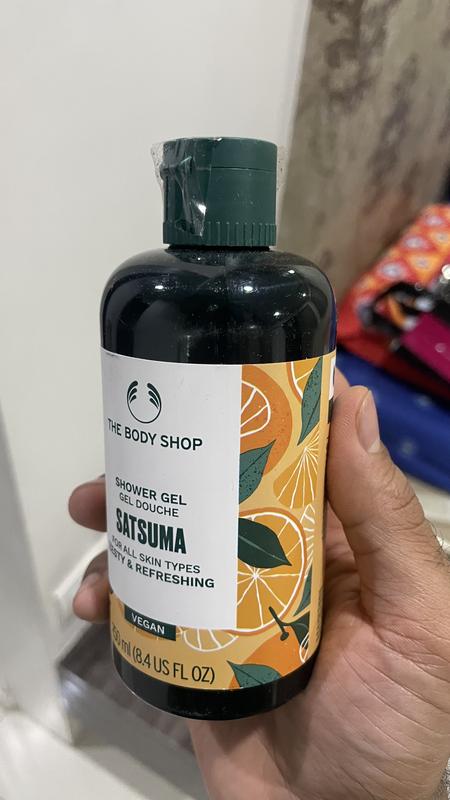 THE BODY SHOP
SHOWER GEL
GEL DOUCHE
SATSUMA
FOR ALL SKIN TYPES
& REFRESHING
VEGAN
250 ml (8.4 US FL OZ)